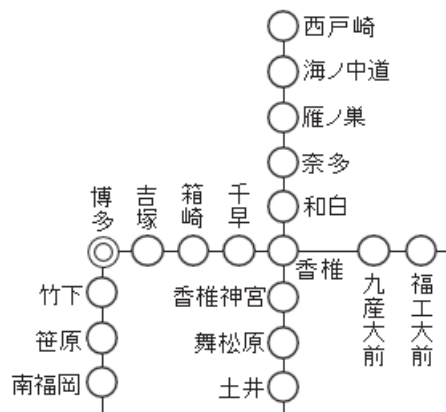 西戸崎
海ノ中道
雁ノ巣
奈多
和白
博多
吉塚
箱崎
千早
香椎
九産大前
福工大前
竹下
香椎神宮
笹原
舞松原
南福岡
土井